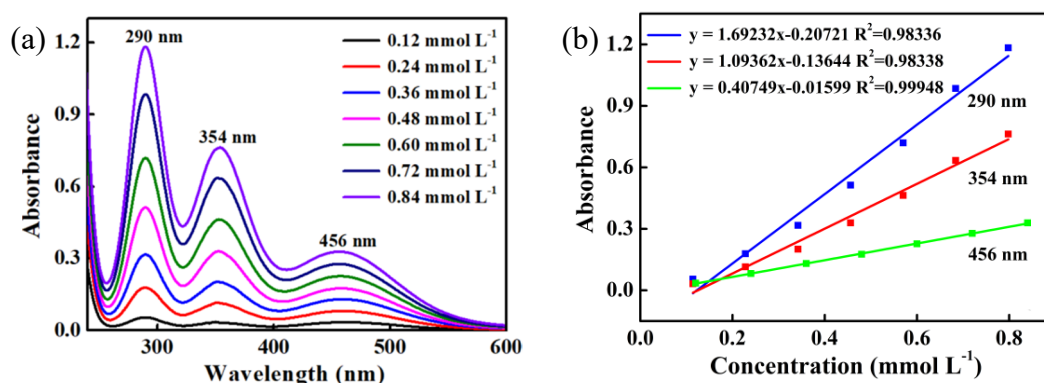 (a)
290 nm
354 nm
456 nm
0.12 mmol L⁻¹
0.24 mmol L⁻¹
0.36 mmol L⁻¹
0.48 mmol L⁻¹
0.60 mmol L⁻¹
0.72 mmol L⁻¹
0.84 mmol L⁻¹
Absorbance
1.2
0.9
0.6
0.3
0.0
300
400
500
600
Wavelength (nm)
(b)
y = 1.69232x-0.20721 R²=0.98336
y = 1.09362x-0.13644 R²=0.98338
y = 0.40749x-0.01599 R²=0.99948
290 nm
354 nm
456 nm
Absorbance
1.2
0.9
0.6
0.3
0.0
0.0
0.2
0.4
0.6
0.8
Concentration (mmol L⁻¹)